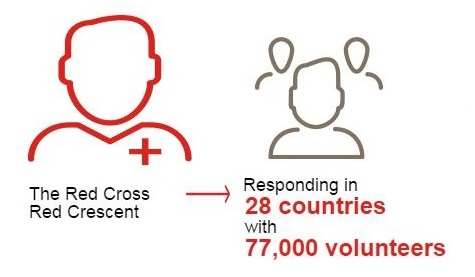 The Red Cross
Red Crescent
Responding in
28 countries
with
77,000 volunteers